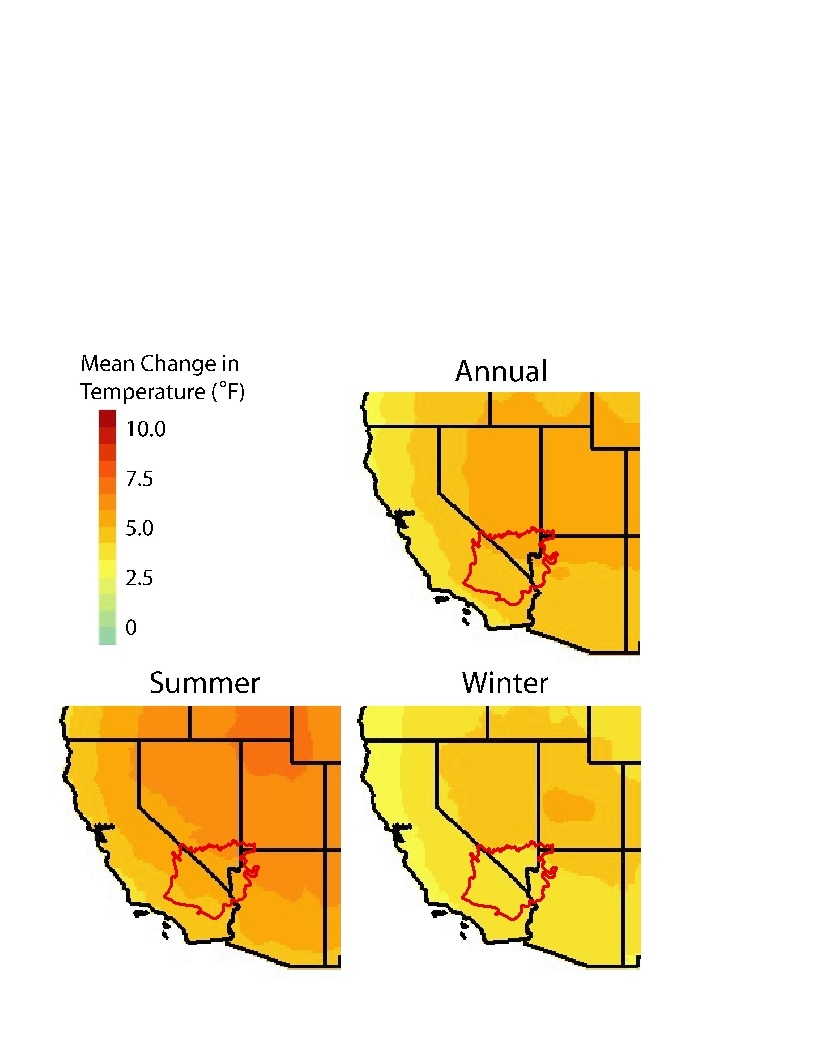 Mean Change in
Temperature (°F)
10.0
7.5
5.0
2.5
0
Annual
Summer
Winter